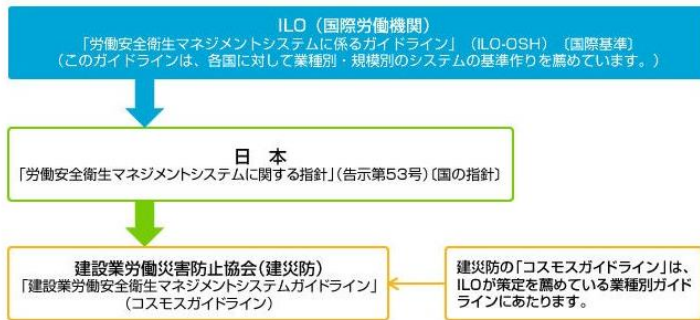 ILO（国際労働機関）
「労働安全衛生マネジメントシステムに係るガイドライン」（ILO-OSH）〔国際基準〕
（このガイドラインは、各国に対して業種別・規模別のシステムの基準作りを薦めています。）
日　本
「労働安全衛生マネジメントシステムに関する指針」（告示第53号）〔国の指針〕
建設業労働災害防止協会（建災防）
「建設業労働安全衛生マネジメントシステムガイドライン」
（コスモスガイドライン）
建災防の「コスモスガイドライン」は、
ILOが策定を薦めている業種別ガイド
ラインにあたります。